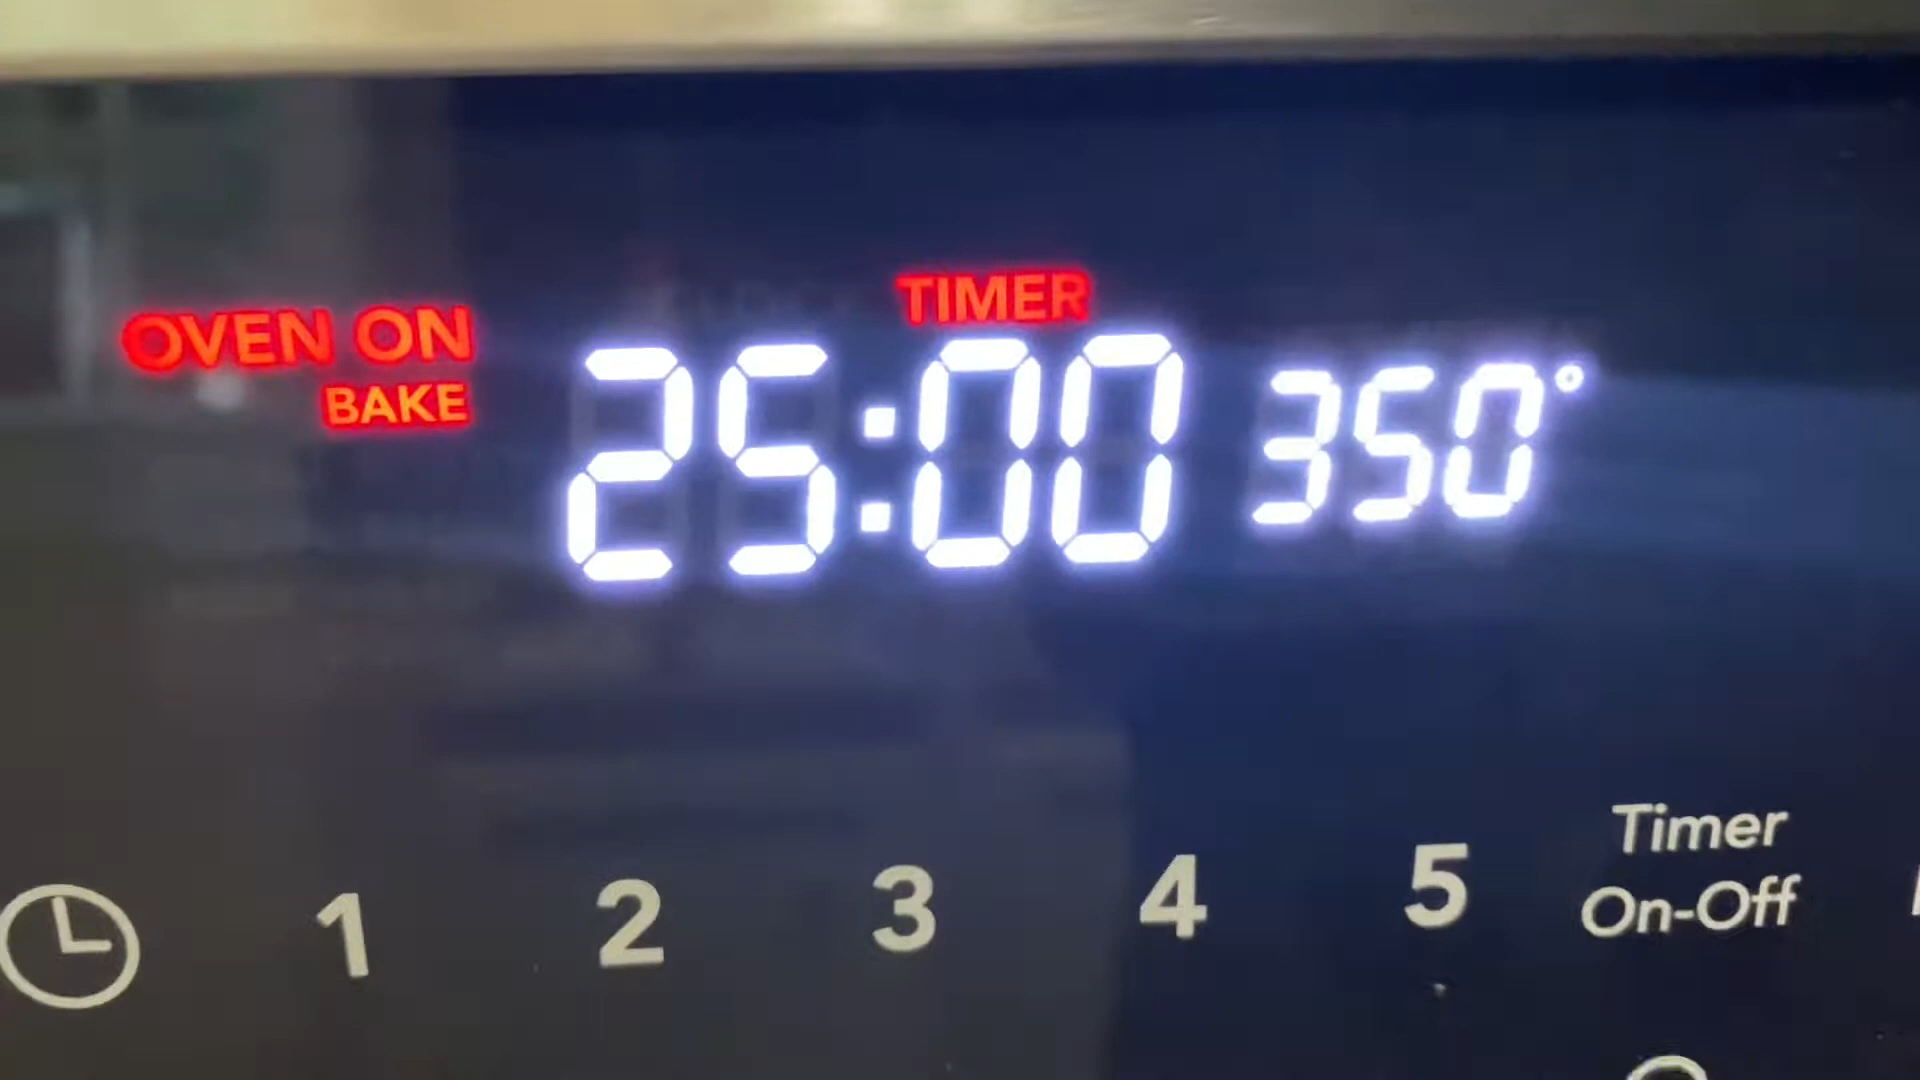 TIMER
OVEN ON
BAKE
25:00 350°
1 2 3 4 5
Timer
On-Off